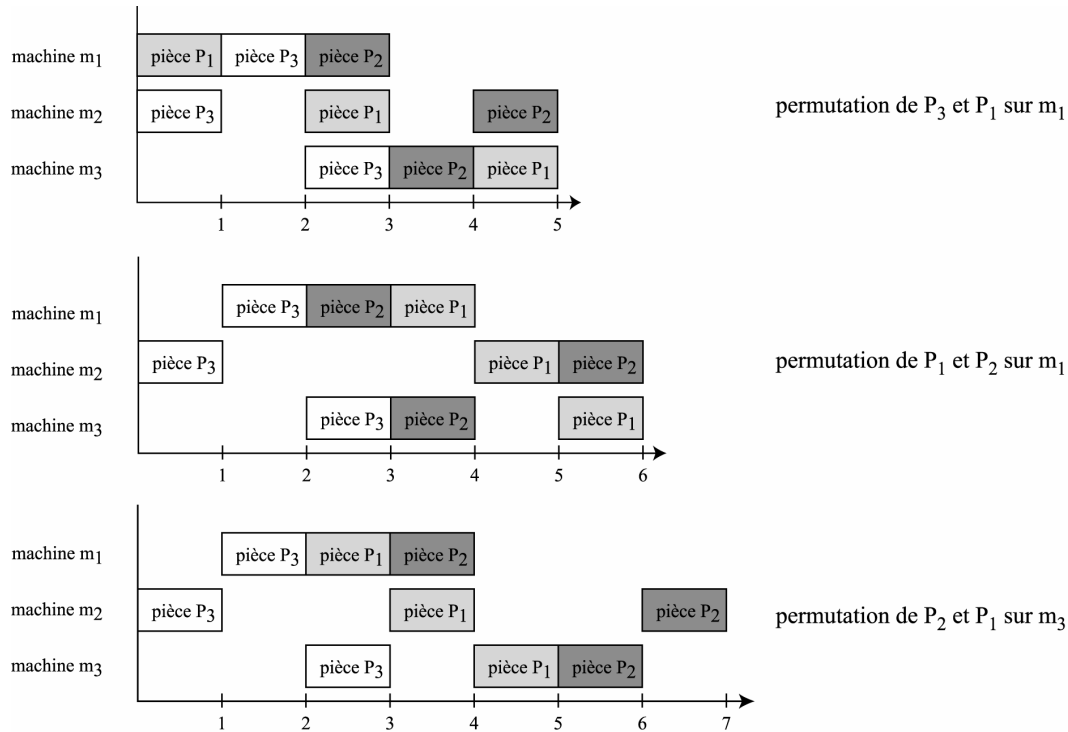 machine m1 pièce P1 pièce P3 pièce P2
machine m2 pièce P3 pièce P1 pièce P2
permutation de P3 et P1 sur m1
machine m3 pièce P3 pièce P2 pièce P1
1 2 3 4 5
machine m1 pièce P3 pièce P2 pièce P1
machine m2 pièce P3 pièce P1 pièce P2
permutation de P1 et P2 sur m1
machine m3 pièce P3 pièce P2 pièce P1
1 2 3 4 5 6
machine m1 pièce P3 pièce P1 pièce P2
machine m2 pièce P3 pièce P1 pièce P2
permutation de P2 et P1 sur m3
machine m3 pièce P3 pièce P1 pièce P2
1 2 3 4 5 6 7